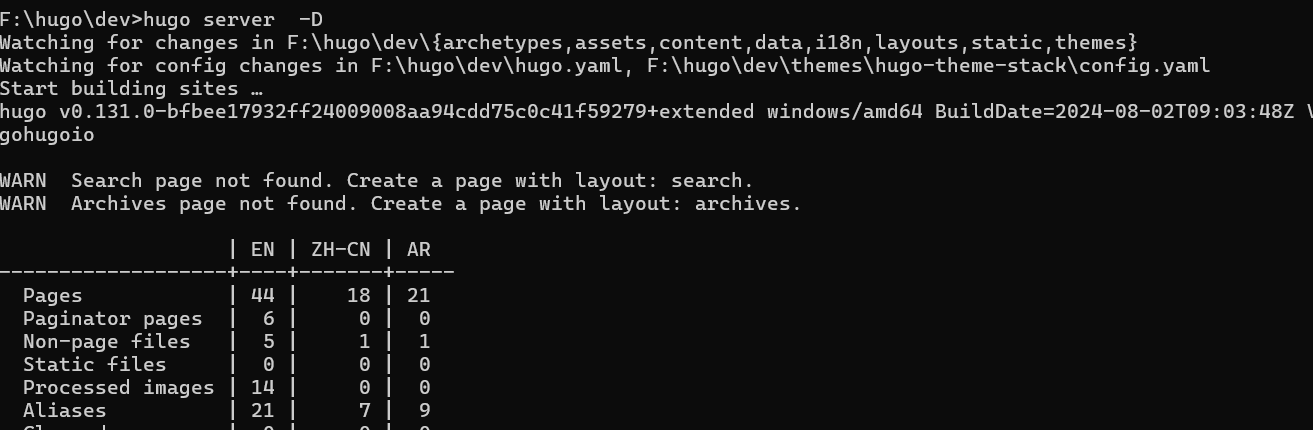 F:\hugo\dev>hugo server  -D
Watching for changes in F:\hugo\dev\{archetypes,assets,content,data,i18n,layouts,static,themes}
Watching for config changes in F:\hugo\dev\hugo.yaml, F:\hugo\dev\themes\hugo-theme-stack\config.yaml
Start building sites …
hugo v0.131.0-bfbee17932ff24009008aa94cdd75c0c41f59279+extended windows/amd64 BuildDate=2024-08-02T09:03:48Z
gohugoio
WARN  Search page not found. Create a page with layout: search.
WARN  Archives page not found. Create a page with layout: archives.
                   | EN | ZH-CN | AR
-------------------+----+-------+-----
  Pages            | 44 |    18 | 21
  Paginator pages  |  6 |     0 |  0
  Non-page files   |  5 |     1 |  1
  Static files     |  0 |     0 |  0
  Processed images | 14 |     0 |  0
  Aliases          | 21 |     7 |  9